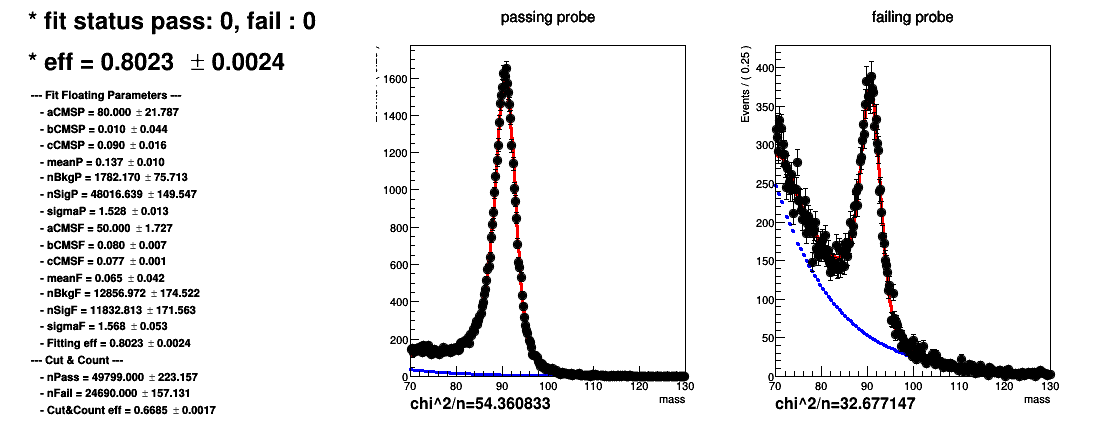 * fit status pass: 0, fail : 0
* eff = 0.8023 ± 0.0024
--- Fit Floating Parameters ---
- aCMSP = 80.000 ± 21.787
- bCMSP = 0.010 ± 0.044
- cCMSP = 0.090 ± 0.016
- meanP = 0.137 ± 0.010
- nBkgP = 1782.170 ± 75.713
- nSigP = 48016.639 ± 149.547
- sigmaP = 1.528 ± 0.013
- aCMSF = 50.000 ± 1.727
- bCMSF = 0.080 ± 0.007
- cCMSF = 0.077 ± 0.001
- meanF = 0.065 ± 0.042
- nBkgF = 12856.972 ± 174.522
- nSigF = 11832.813 ± 171.563
- sigmaF = 1.568 ± 0.053
- Fitting eff = 0.8023 ± 0.0024
--- Cut & Count ---
- nPass = 49799.000 ± 223.157
- nFail = 24690.000 ± 157.131
- Cut&Count eff = 0.6685 ± 0.0017
passing probe
1600
1400
1200
1000
800
600
400
200
0
70 80 90 100 110 120 130
mass
chi^2/n=54.360833
failing probe
Events / ( 0.25 )
400
350
300
250
200
150
100
50
0
70 80 90 100 110 120 130
mass
chi^2/n=32.677147